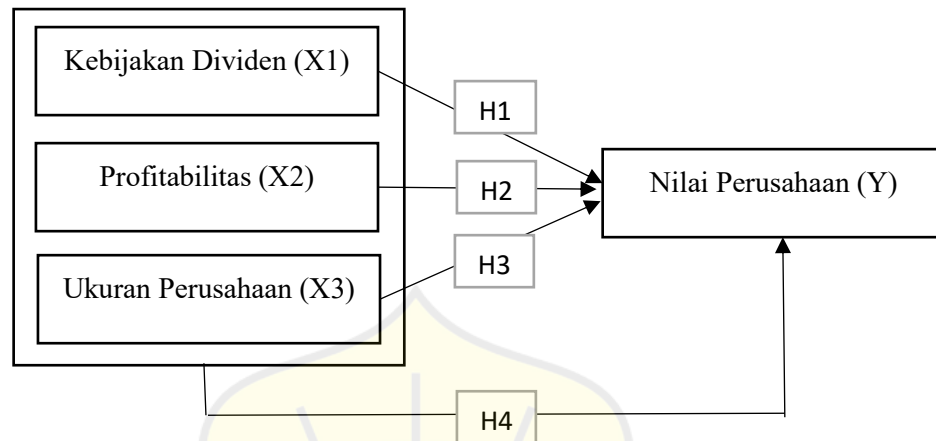 Kebijakan Dividen (X1)
H1
Profitabilitas (X2)
H2
Nilai Perusahaan (Y)
Ukuran Perusahaan (X3)
H3
H4